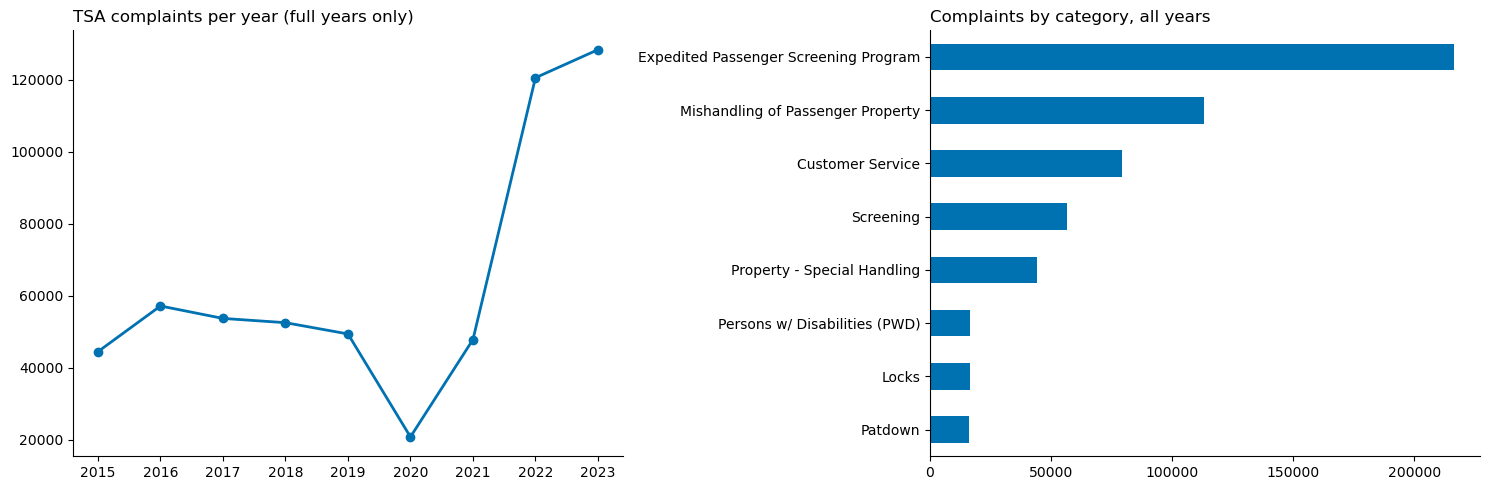 TSA complaints per year (full years only)
120000
100000
80000
60000
40000
20000
2015 2016 2017 2018 2019 2020 2021 2022 2023
Complaints by category, all years
Expedited Passenger Screening Program
Mishandling of Passenger Property
Customer Service
Screening
Property - Special Handling
Persons w/ Disabilities (PWD)
Locks
Patdown
0 50000 100000 150000 200000